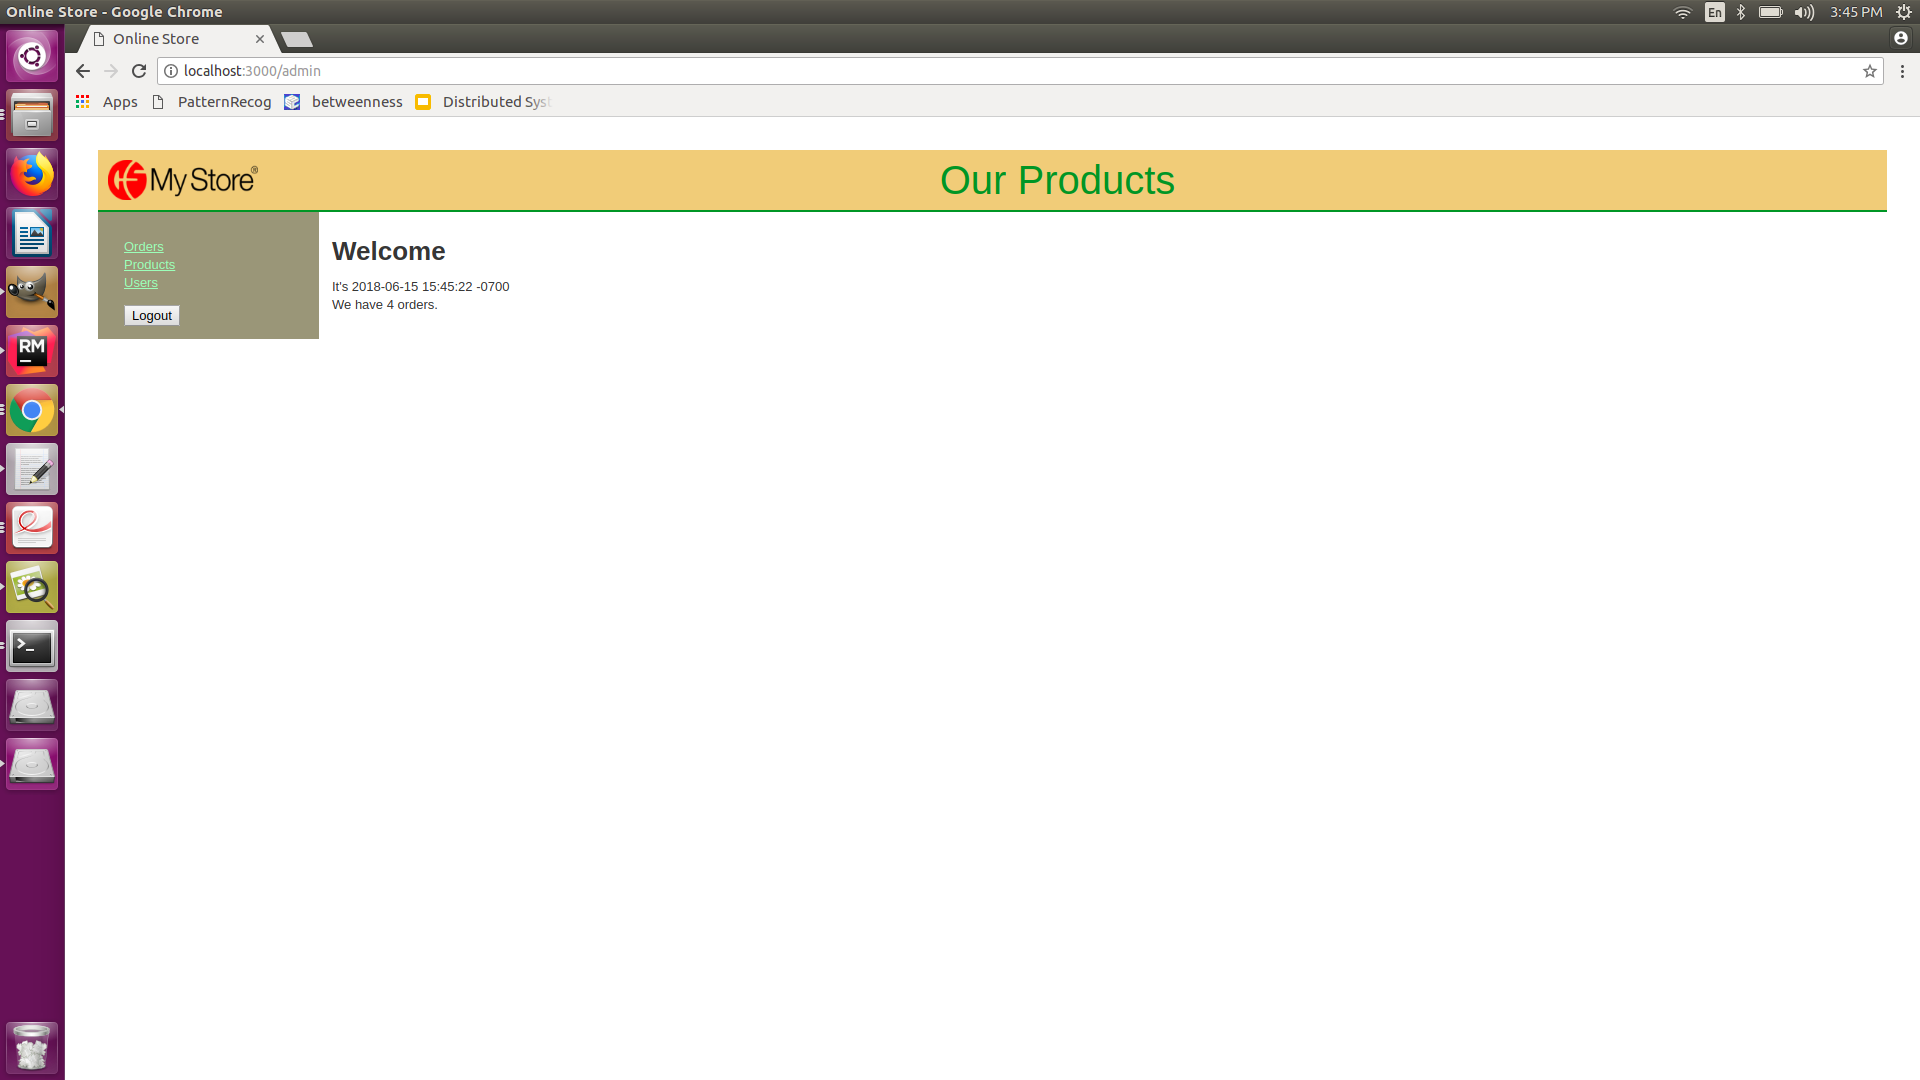 Online Store - Google Chrome
En
3:45 PM
Online Store
localhost:3000/admin
Apps
PatternRecog
betweenness
Distributed Syst
My Store®
Our Products
Orders
Products
Users
Logout
Welcome
It's 2018-06-15 15:45:22 -0700
We have 4 orders.
RM